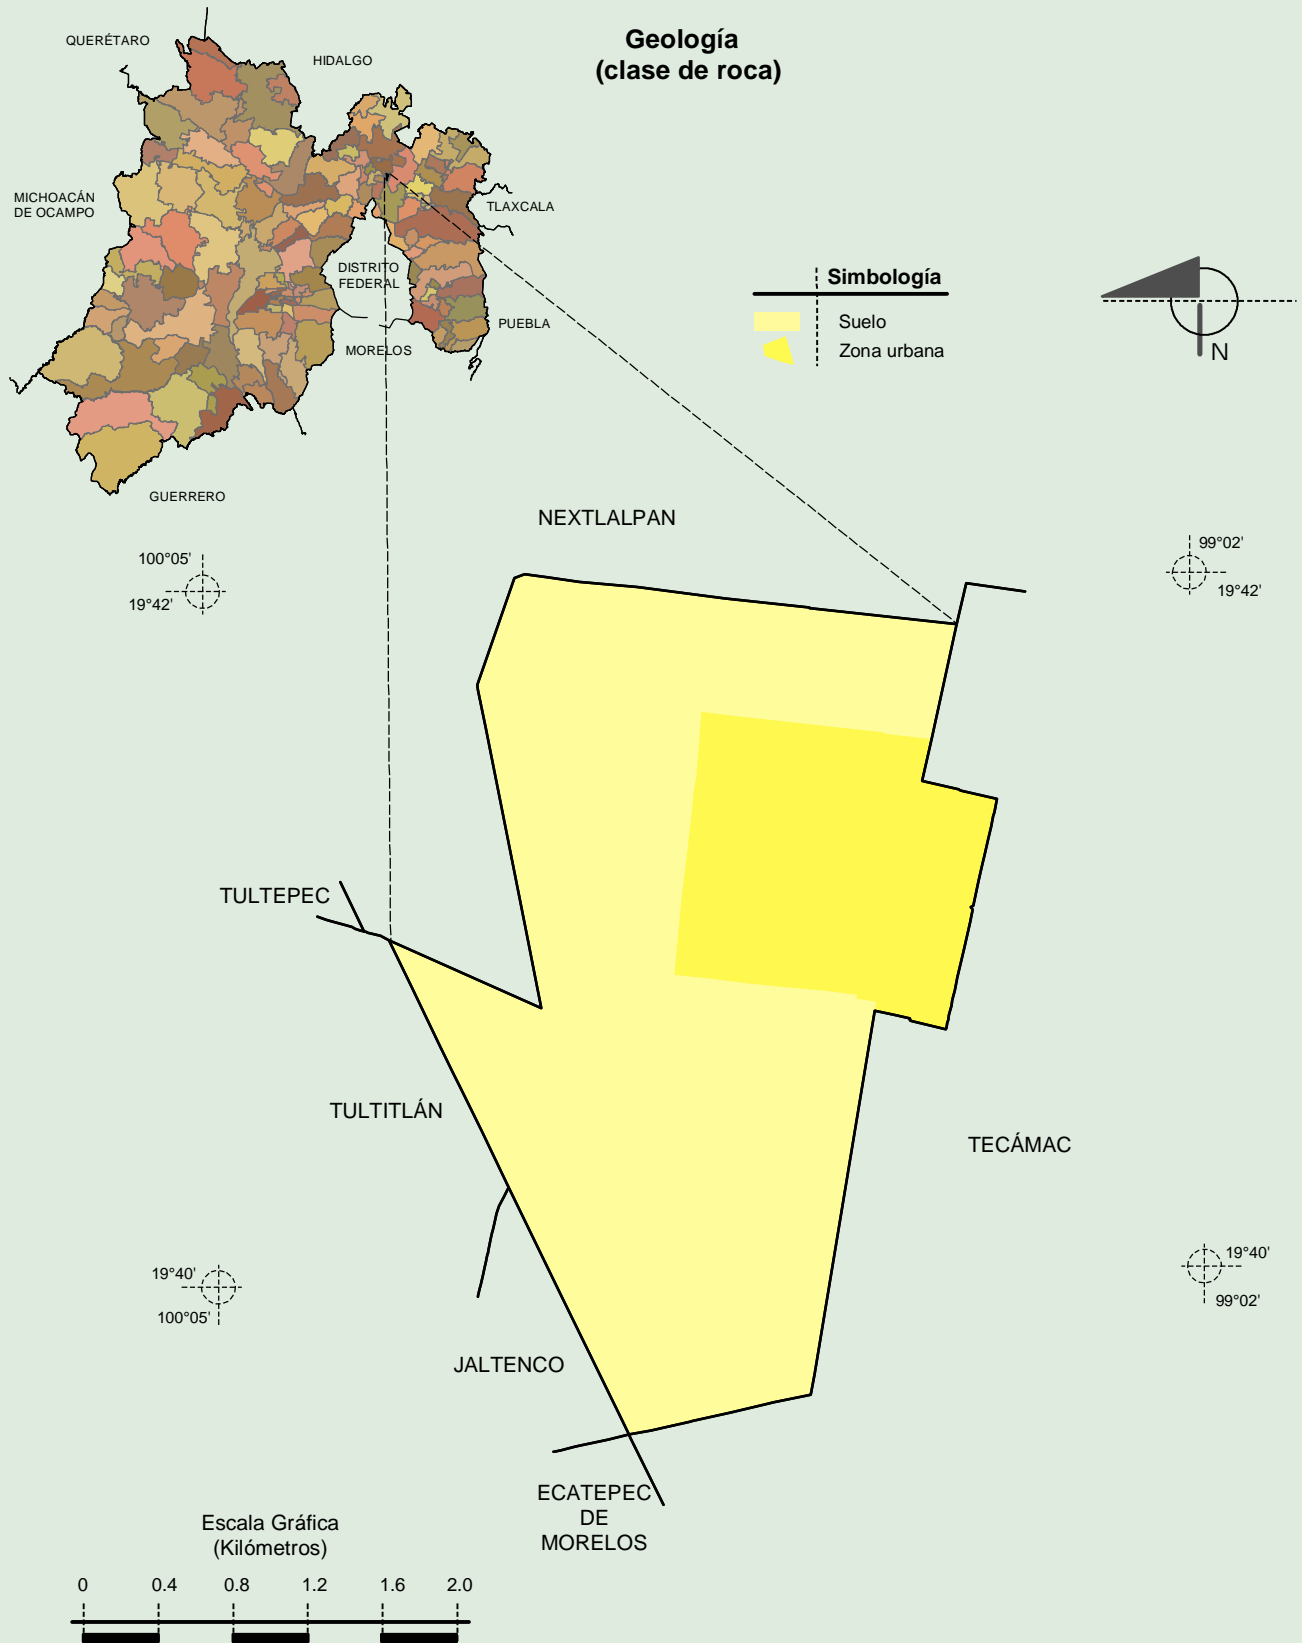 Geología
(clase de roca)
QUERÉTARO
HIDALGO
MICHOACÁN
DE OCAMPO
TLAXCALA
DISTRITO
FEDERAL
PUEBLA
MORELOS
GUERRERO
Simbología
Suelo
Zona urbana
N
NEXTLALPAN
100°05'
19°42'
99°02'
19°42'
TULTEPEC
TULTITLÁN
TECÁMAC
19°40'
100°05'
19°40'
99°02'
JALTENCO
ECATEPEC
DE
MORELOS
Escala Gráfica
(Kilómetros)
0 0.4 0.8 1.2 1.6 2.0